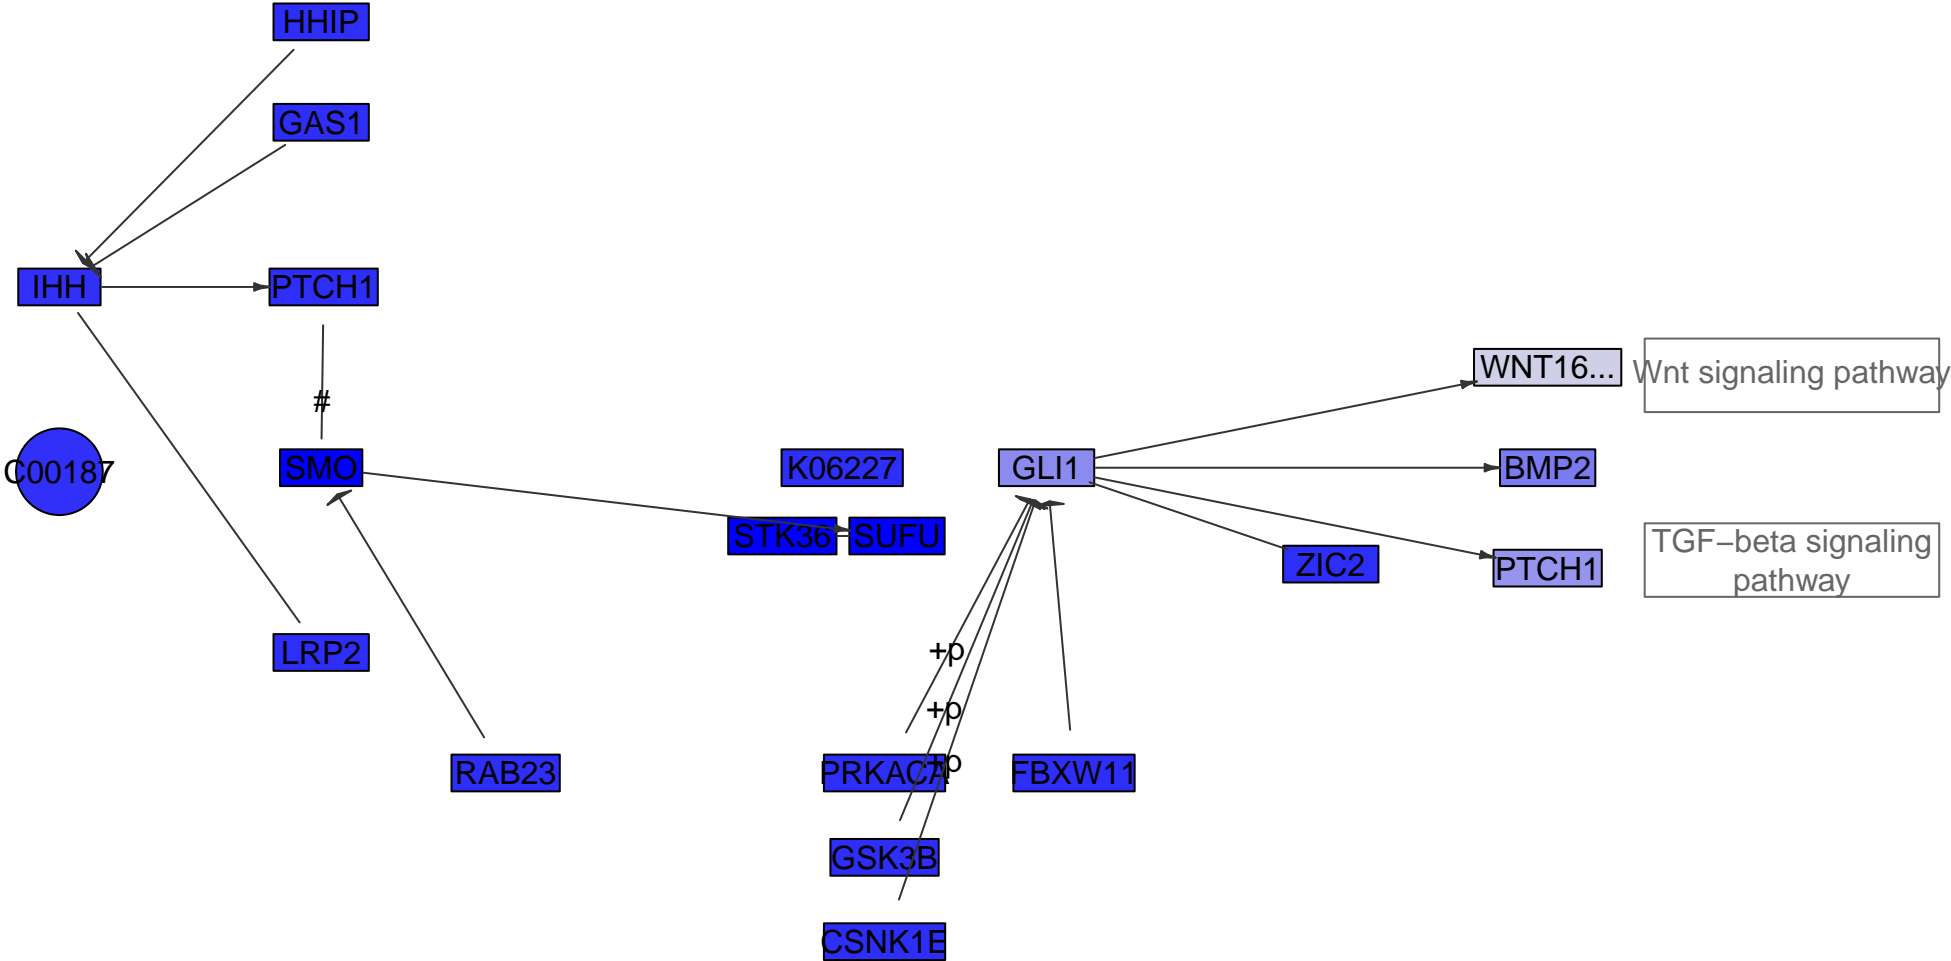 HHIP
GAS1
IHH
PTCH1
WNT16...
Wnt signaling pathway
#
C00187
SMO
K06227
GLI1
BMP2
STK36
SUFU
TGF−beta signaling
pathway
ZIC2
PTCH1
LRP2
+p
+p
+p
RAB23
PRKACA
FBXW11
GSK3B
CSNK1E